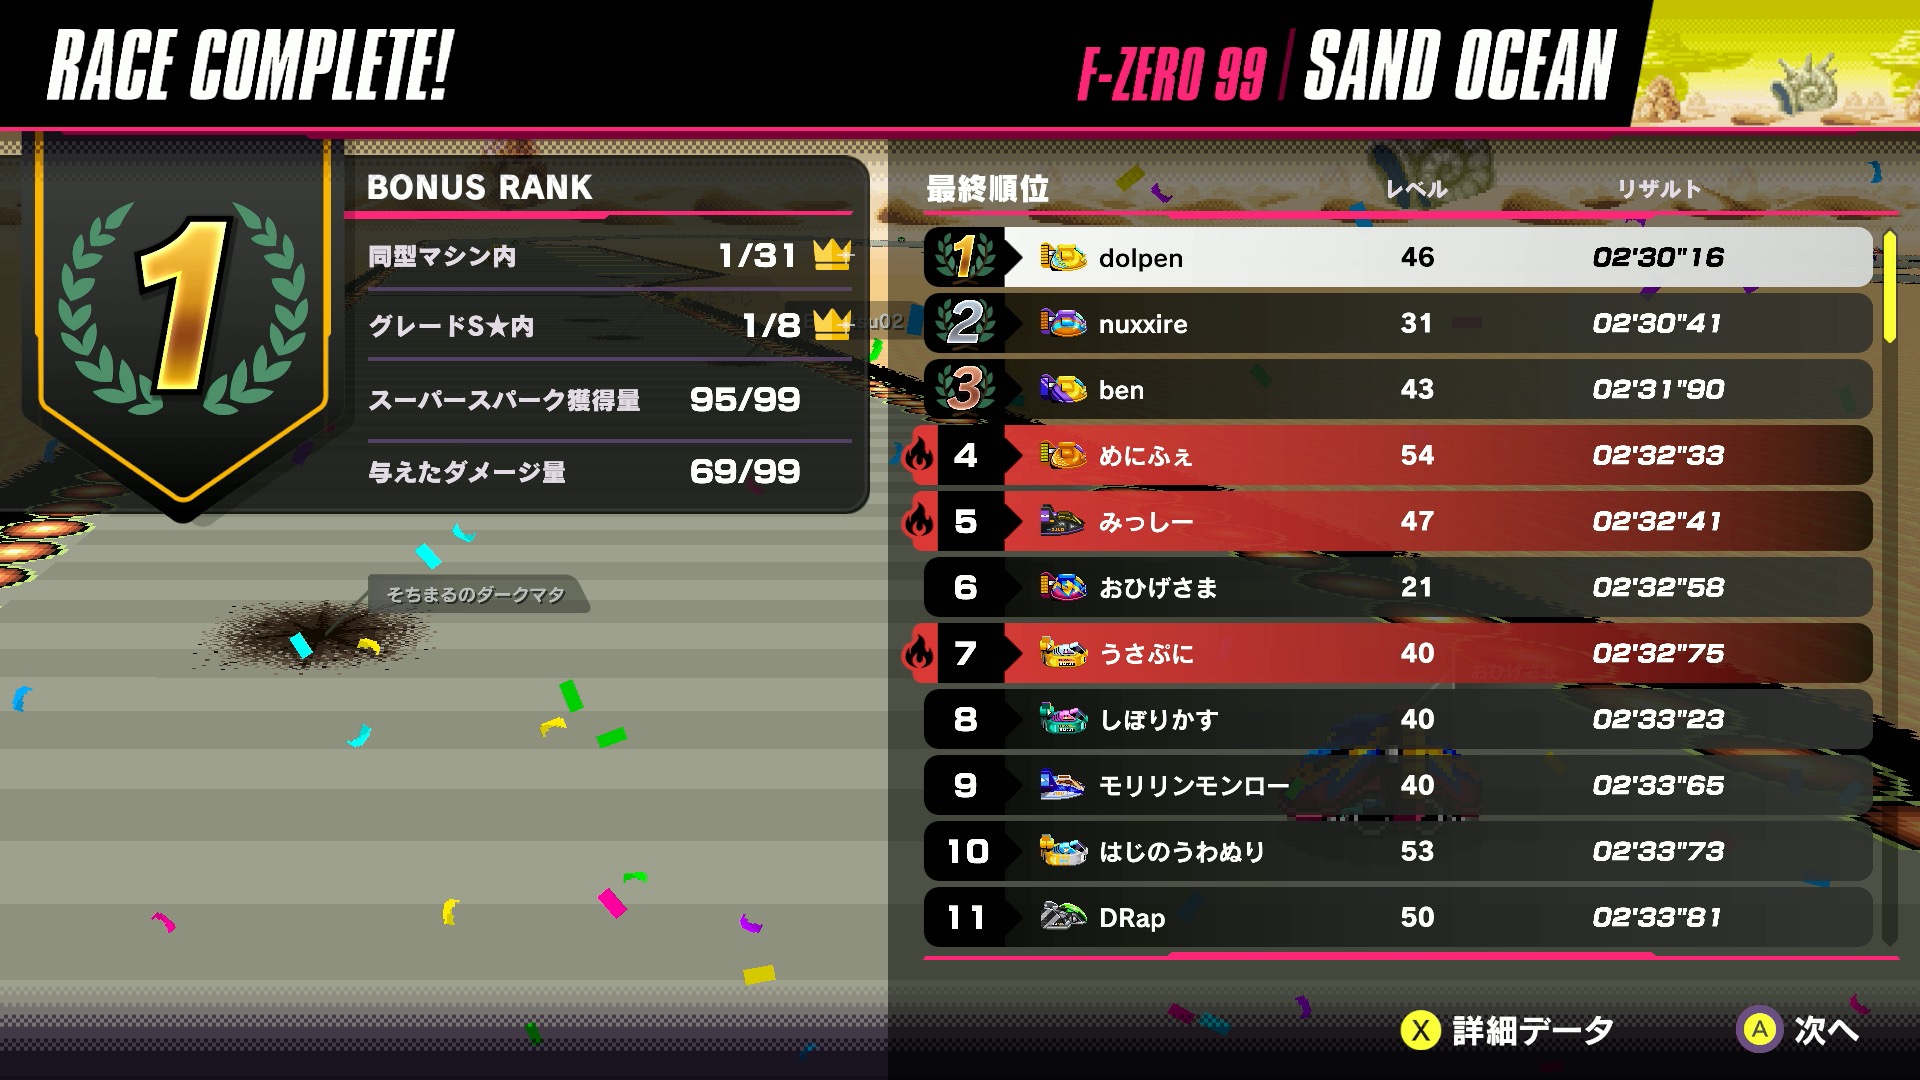 RACE COMPLETE!
F-ZERO 99 SAND OCEAN
1
BONUS RANK
同型マシン内 1/31
グレードS★内 1/8
スーパースパーク獲得量 95/99
与えたダメージ量 69/99
そちまるのダークマタ
最終順位 レベル リザルト
1 dolpen 46 02'30"16
2 nuxxire 31 02'30"41
3 ben 43 02'31"90
4 めにふぇ 54 02'32"33
5 みっしー 47 02'32"41
6 おひげさま 21 02'32"58
7 うさぷに 40 02'32"75
8 しぼりかす 40 02'33"23
9 モリリンモンロー 40 02'33"65
10 はじのうわぬり 53 02'33"73
11 DRap 50 02'33"81
X 詳細データ A 次へ